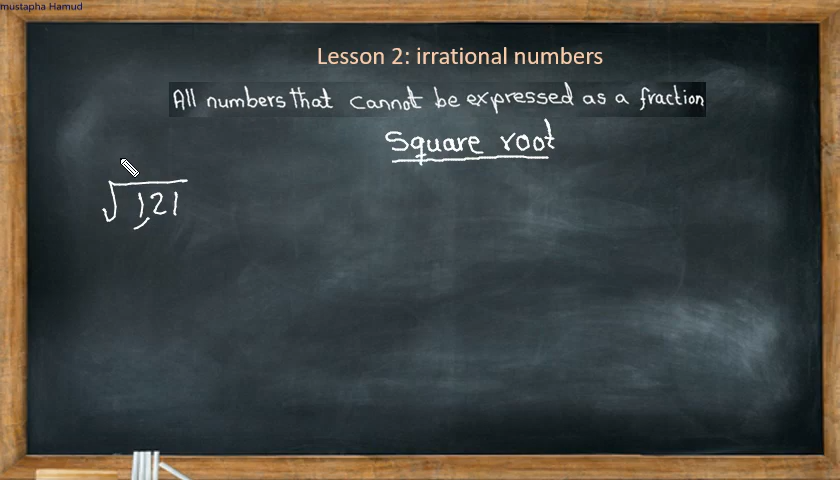 mustapha Hamud
Lesson 2: irrational numbers
All numbers that cannot be expressed as a fraction
Square root
√1,21